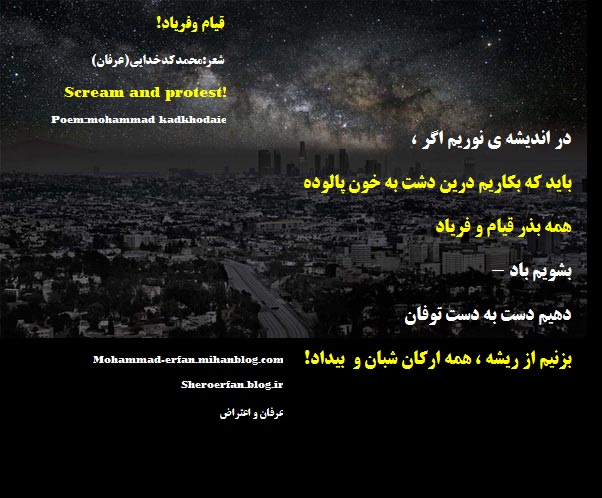 قیام وفریاد!
شعر:محمدکدخدایی(عرفان)
Scream and protest!
Poem:mohammad kadkhodaie
در اندیشه ی نوریم اگر ،
باید که بکاریم درین دشت به خون پالوده
همه بذر قیام و فریاد
بشویم باد –
دهیم دست به دست توفان
بزنیم از ریشه ، همه ارکان شبان و بیداد!
Mohammad-erfan.mihanblog.com
Sheroerfan.blog.ir
عرفان و اعتراض